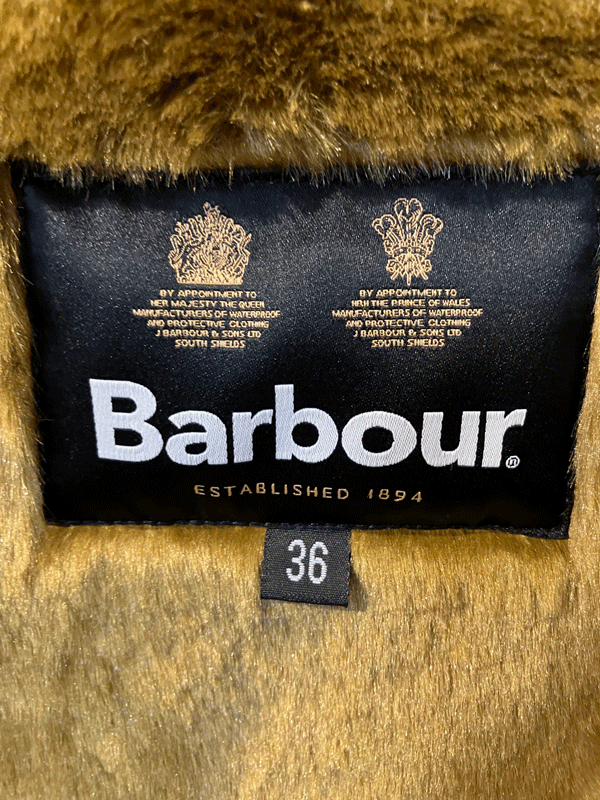 BY APPOINTMENT TO
HER MAJESTY THE QUEEN
MANUFACTURERS OF WATERPROOF
AND PROTECTIVE CLOTHING
J BARBOUR & SONS LTD
SOUTH SHIELDS
BY APPOINTMENT TO
HRH THE PRINCE OF WALES
MANUFACTURERS OF WATERPROOF
AND PROTECTIVE CLOTHING
J BARBOUR & SONS LTD
SOUTH SHIELDS
Barbour
ESTABLISHED 1894
36